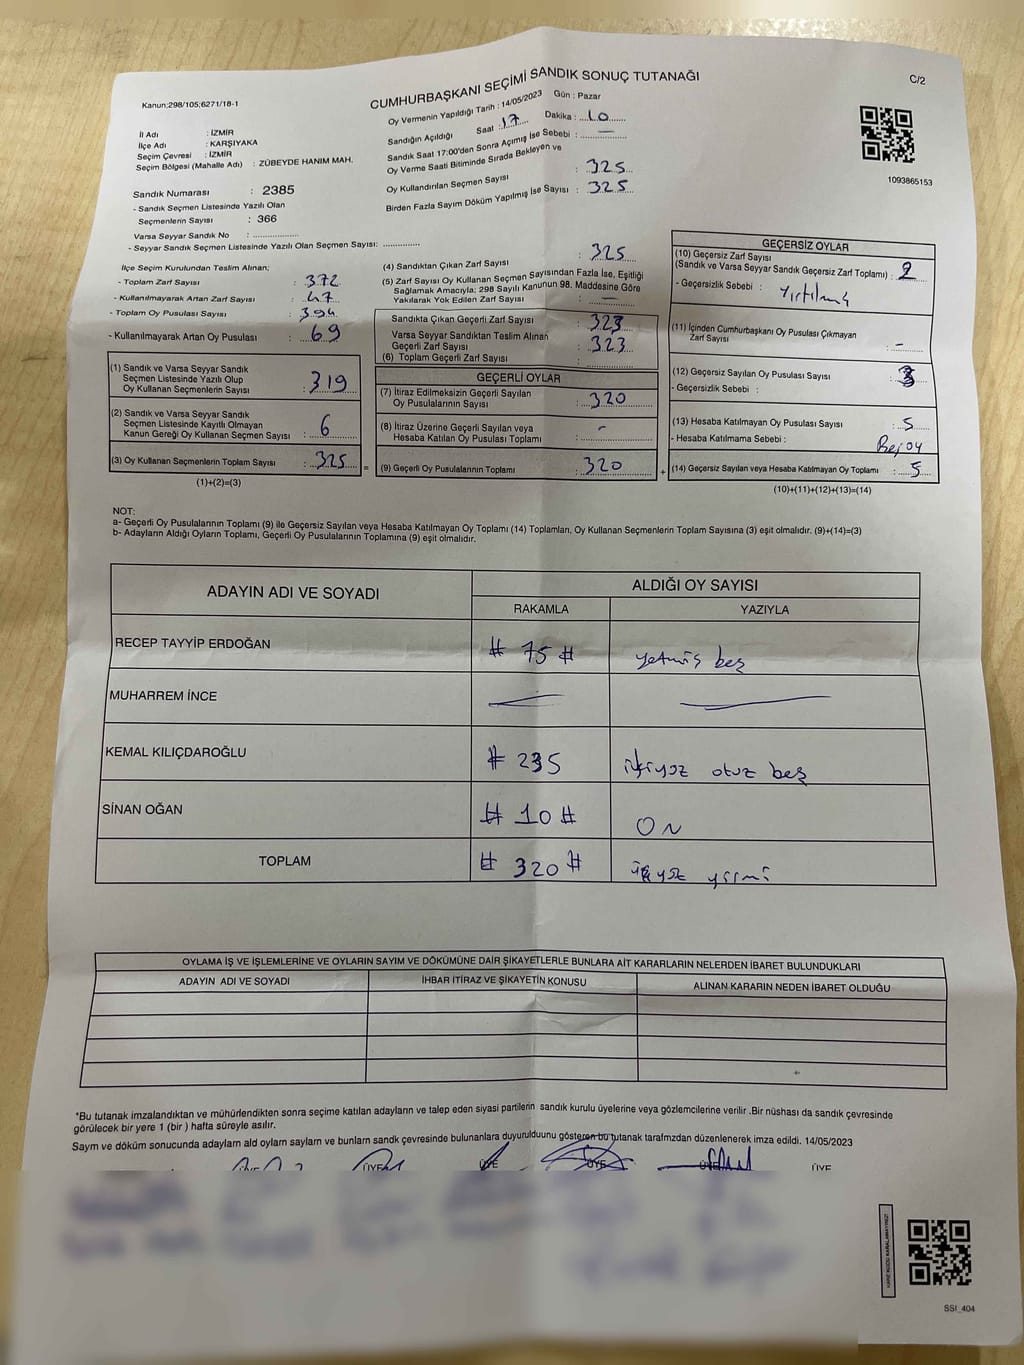 CUMHURBAŞKANI SEÇİMİ SANDIK SONUÇ TUTANAĞI
C/2
Kanun;298/105;6271/18-1
Oy Vermenin Yapıldığı Tarih : 14/05/2023 Gün : Pazar
Sandığın Açıldığı Saat : 17 Dakika : 10
Sandık Saat 17:00'den Sonra Açımış İse Sebebi : —
Oy Verme Saati Bitiminde Sırada Bekleyen ve
Oy Kullandırılan Seçmen Sayısı : 325
Birden Fazla Sayım Döküm Yapılmış İse Sayısı : 325
1093865153
İl Adı : İZMİR
İlçe Adı : KARŞIYAKA
Seçim Çevresi : İZMİR
Seçim Bölgesi (Mahalle Adı) : ZÜBEYDE HANIM MAH.
Sandık Numarası : 2385
- Sandık Seçmen Listesinde Yazılı Olan
Seçmenlerin Sayısı : 366
Varsa Seyyar Sandık No :
- Seyyar Sandık Seçmen Listesinde Yazılı Olan Seçmen Sayısı:
İlçe Seçim Kurulundan Teslim Alınan;
- Toplam Zarf Sayısı : 372
- Kullanılmayarak Artan Zarf Sayısı : 47
- Toplam Oy Pusulası Sayısı : 394
- Kullanılmayarak Artan Oy Pusulası : 69
(1) Sandık ve Varsa Seyyar Sandık
Seçmen Listesinde Yazılı Olup
Oy Kullanan Seçmenlerin Sayısı : 319
(2) Sandık ve Varsa Seyyar Sandık
Seçmen Listesinde Kayıtlı Olmayan
Kanun Gereği Oy Kullanan Seçmen Sayısı : 6
(3) Oy Kullanan Seçmenlerin Toplam Sayısı : 325
(1)+(2)=(3)
(4) Sandıktan Çıkan Zarf Sayısı : 325
(5) Zarf Sayısı Oy Kullanan Seçmen Sayısından Fazla İse, Eşitliği
Sağlamak Amacıyla; 298 Sayılı Kanunun 98. Maddesine Göre
Yakılarak Yok Edilen Zarf Sayısı : —
Sandıkta Çıkan Geçerli Zarf Sayısı : 323
Varsa Seyyar Sandıktan Teslim Alınan
Geçerli Zarf Sayısı : 323
(6) Toplam Geçerli Zarf Sayısı :
GEÇERLİ OYLAR
(7) İtiraz Edilmeksizin Geçerli Sayılan
Oy Pusulalarının Sayısı : 320
(8) İtiraz Üzerine Geçerli Sayılan veya
Hesaba Katılan Oy Pusulaları Toplamı : -
= (9) Geçerli Oy Pusulalarının Toplamı : 320 +
GEÇERSİZ OYLAR
(10) Geçersiz Zarf Sayısı
(Sandık ve Varsa Seyyar Sandık Geçersiz Zarf Toplamı) : 2
- Geçersizlik Sebebi : Yırtılmış
(11) İçinden Cumhurbaşkanı Oy Pusulası Çıkmayan
Zarf Sayısı : -
(12) Geçersiz Sayılan Oy Pusulası Sayısı : 3
- Geçersizlik Sebebi :
(13) Hesaba Katılmayan Oy Pusulası Sayısı : 5
- Hesaba Katılmama Sebebi :
(14) Geçersiz Sayılan veya Hesaba Katılmayan Oy Toplamı : 5
(10)+(11)+(12)+(13)=(14)
NOT:
a- Geçerli Oy Pusulalarının Toplamı (9) ile Geçersiz Sayılan veya Hesaba Katılmayan Oy Toplamı (14) Toplamları, Oy Kullanan Seçmenlerin Toplam Sayısına (3) eşit olmalıdır. (9)+(14)=(3)
b- Adayların Aldığı Oyların Toplamı, Geçerli Oy Pusulalarının Toplamına (9) eşit olmalıdır.
ADAYIN ADI VE SOYADI ALDIĞI OY SAYISI
RAKAMLA YAZIYLA
RECEP TAYYİP ERDOĞAN # 75 # yetmiş beş
MUHARREM İNCE — —
KEMAL KILIÇDAROĞLU # 235 ikiyüz otuz beş
SİNAN OĞAN # 10 # ON
TOPLAM # 320 # üçyüz yirmi
OYLAMA İŞ VE İŞLEMLERİNE VE OYLARIN SAYIM VE DÖKÜMÜNE DAİR ŞİKAYETLERLE BUNLARA AİT KARARLARIN NELERDEN İBARET BULUNDUKLARI
ADAYIN ADI VE SOYADI İHBAR İTİRAZ VE ŞİKAYETİN KONUSU ALINAN KARARIN NEDEN İBARET OLDUĞU
*Bu tutanak imzalandıktan ve mühürlendikten sonra seçime katılan adayların ve talep eden siyasi partilerin sandık kurulu üyelerine veya gözlemcilerine verilir .Bir nüshası da sandık çevresinde
görülecek bir yere 1 (bir ) hafta süreyle asılır.
Sayım ve döküm sonucunda adaylarn ald oylarn saylarn ve bunlarn sandk çevresinde bulunanlara duyurulduunu gösteren bu tutanak tarafmzdan düzenlenerek imza edildi. 14/05/2023
ÜYE ÜYE ÜYE ÜYE ÜYE
KARE KODU KARALAMAYINIZ!
SSI_404